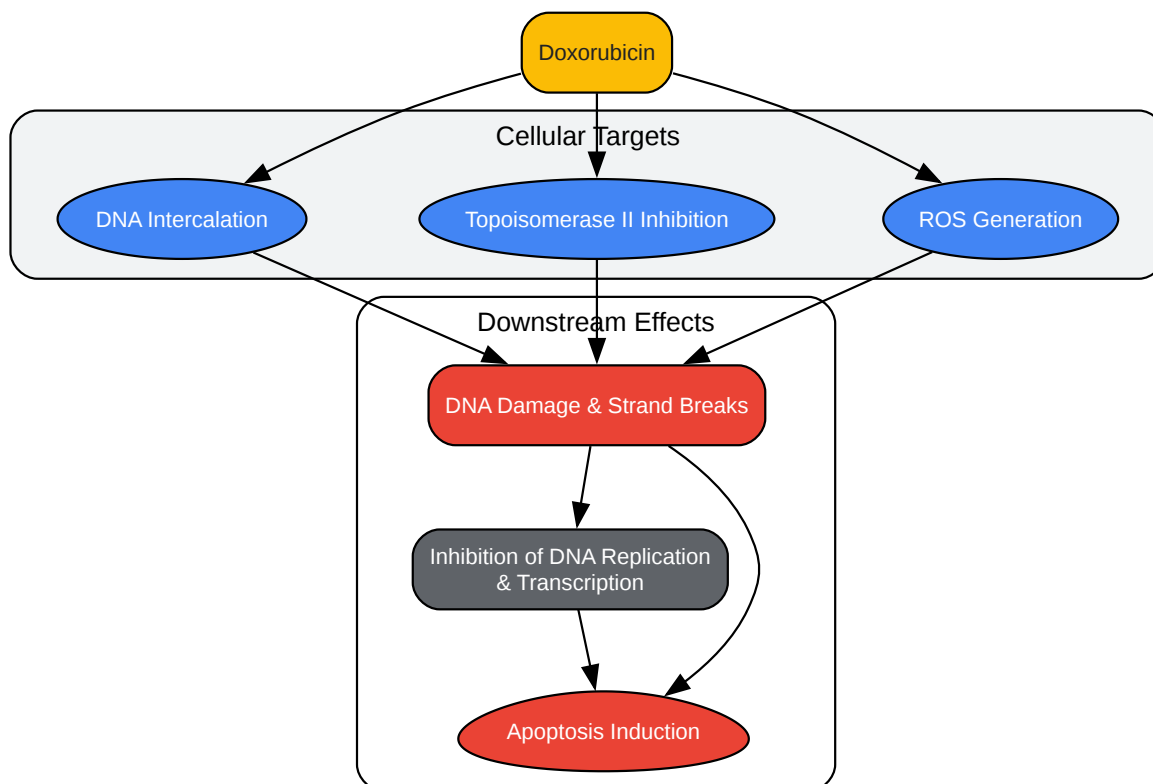 Doxorubicin
Cellular Targets
DNA Intercalation
Topoisomerase II Inhibition
ROS Generation
Downstream Effects
DNA Damage & Strand Breaks
Inhibition of DNA Replication
& Transcription
Apoptosis Induction